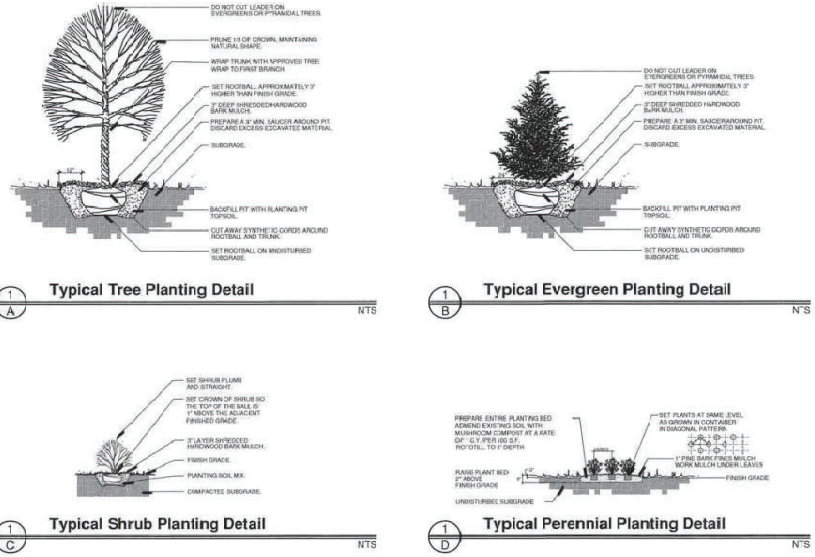 DO NOT CUT LEADER ON
EVERGREENS OR PYRAMIDAL TREES.
PRUNE 1/3 OF CROWN, MAINTAINING
NATURAL SHAPE.
WRAP TRUNK WITH APPROVED TREE
WRAP TO FIRST BRANCH
SET ROOTBALL, APPROXIMATELY 3"
HIGHER THAN FINISH GRADE.
3" DEEP SHREDDED HARDWOOD
BARK MULCH.
PREPARE A 3" MIN. SAUCER AROUND PIT.
DISCARD EXCESS EXCAVATED MATERIAL.
SUBGRADE.
12"
BACKFILL PIT WITH PLANTING PIT
TOPSOIL.
CUT AWAY SYNTHETIC CORDS AROUND
ROOTBALL AND TRUNK.
SET ROOTBALL ON UNDISTURBED
SUBGRADE.
1
A
Typical Tree Planting Detail
NTS
DO NOT CUT LEADER ON
EVERGREENS OR PYRAMIDAL TREES.
SET ROOTBALL APPROXIMATELY 3"
HIGHER THAN FINISH GRADE.
3" DEEP SHREDDED HARDWOOD
BARK MULCH.
PREPARE A 3" MIN. SAUCER AROUND PIT.
DISCARD EXCESS EXCAVATED MATERIAL.
SUBGRADE.
BACKFILL PIT WITH PLANTING PIT
TOPSOIL.
CUT AWAY SYNTHETIC CORDS AROUND
ROOTBALL AND TRUNK.
SET ROOTBALL ON UNDISTURBED
SUBGRADE.
1
B
Typical Evergreen Planting Detail
NTS
SET SHRUB PLUMB
AND STRAIGHT.
SET CROWN OF SHRUB SO
THE TOP OF THE BALL IS
1" ABOVE THE ADJACENT
FINISHED GRADE.
3" LAYER SHREDDED
HARDWOOD BARK MULCH.
FINISH GRADE.
PLANTING SOIL MIX.
COMPACTED SUBGRADE.
1
C
Typical Shrub Planting Detail
NTS
PREPARE ENTIRE PLANTING BED.
ADMEND EXISTING SOIL WITH
MUSHROOM COMPOST AT A RATE
OF C.Y. PER 100 S.F.
ROTOTILL TO DEPTH
RAISE PLANT BED
2" ABOVE
FINISH GRADE
UNDISTURBED SUBGRADE
SET PLANTS AT SAME LEVEL
AS GROWN IN CONTAINER
IN DIAGONAL PATTERN.
1" PINE BARK FINES MULCH
WORK MULCH UNDER LEAVES
FINISH GRADE
1
D
Typical Perennial Planting Detail
NTS